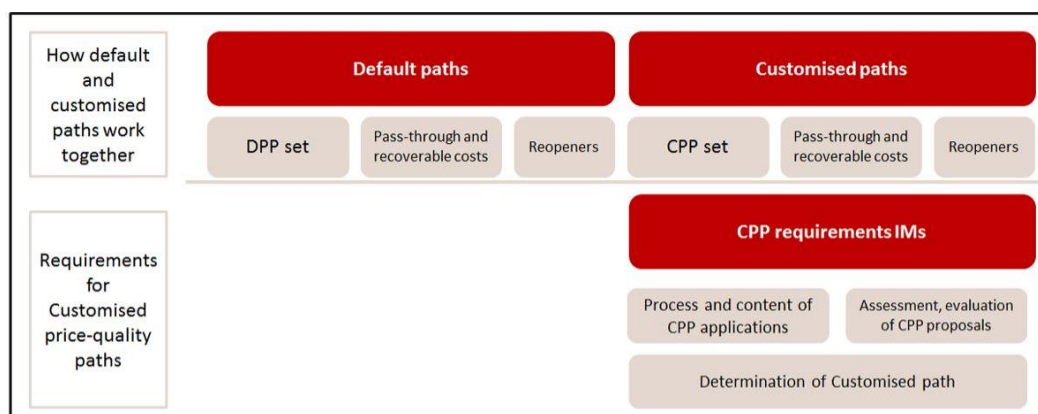 How default
and
customised
paths work
together
Default paths
Customised paths
DPP set
Pass-through and
recoverable costs
Reopeners
CPP set
Pass-through and
recoverable costs
Reopeners
Requirements
for
Customised
price-quality
paths
CPP requirements IMs
Process and content of
CPP applications
Assessment, evaluation
of CPP proposals
Determination of Customised path